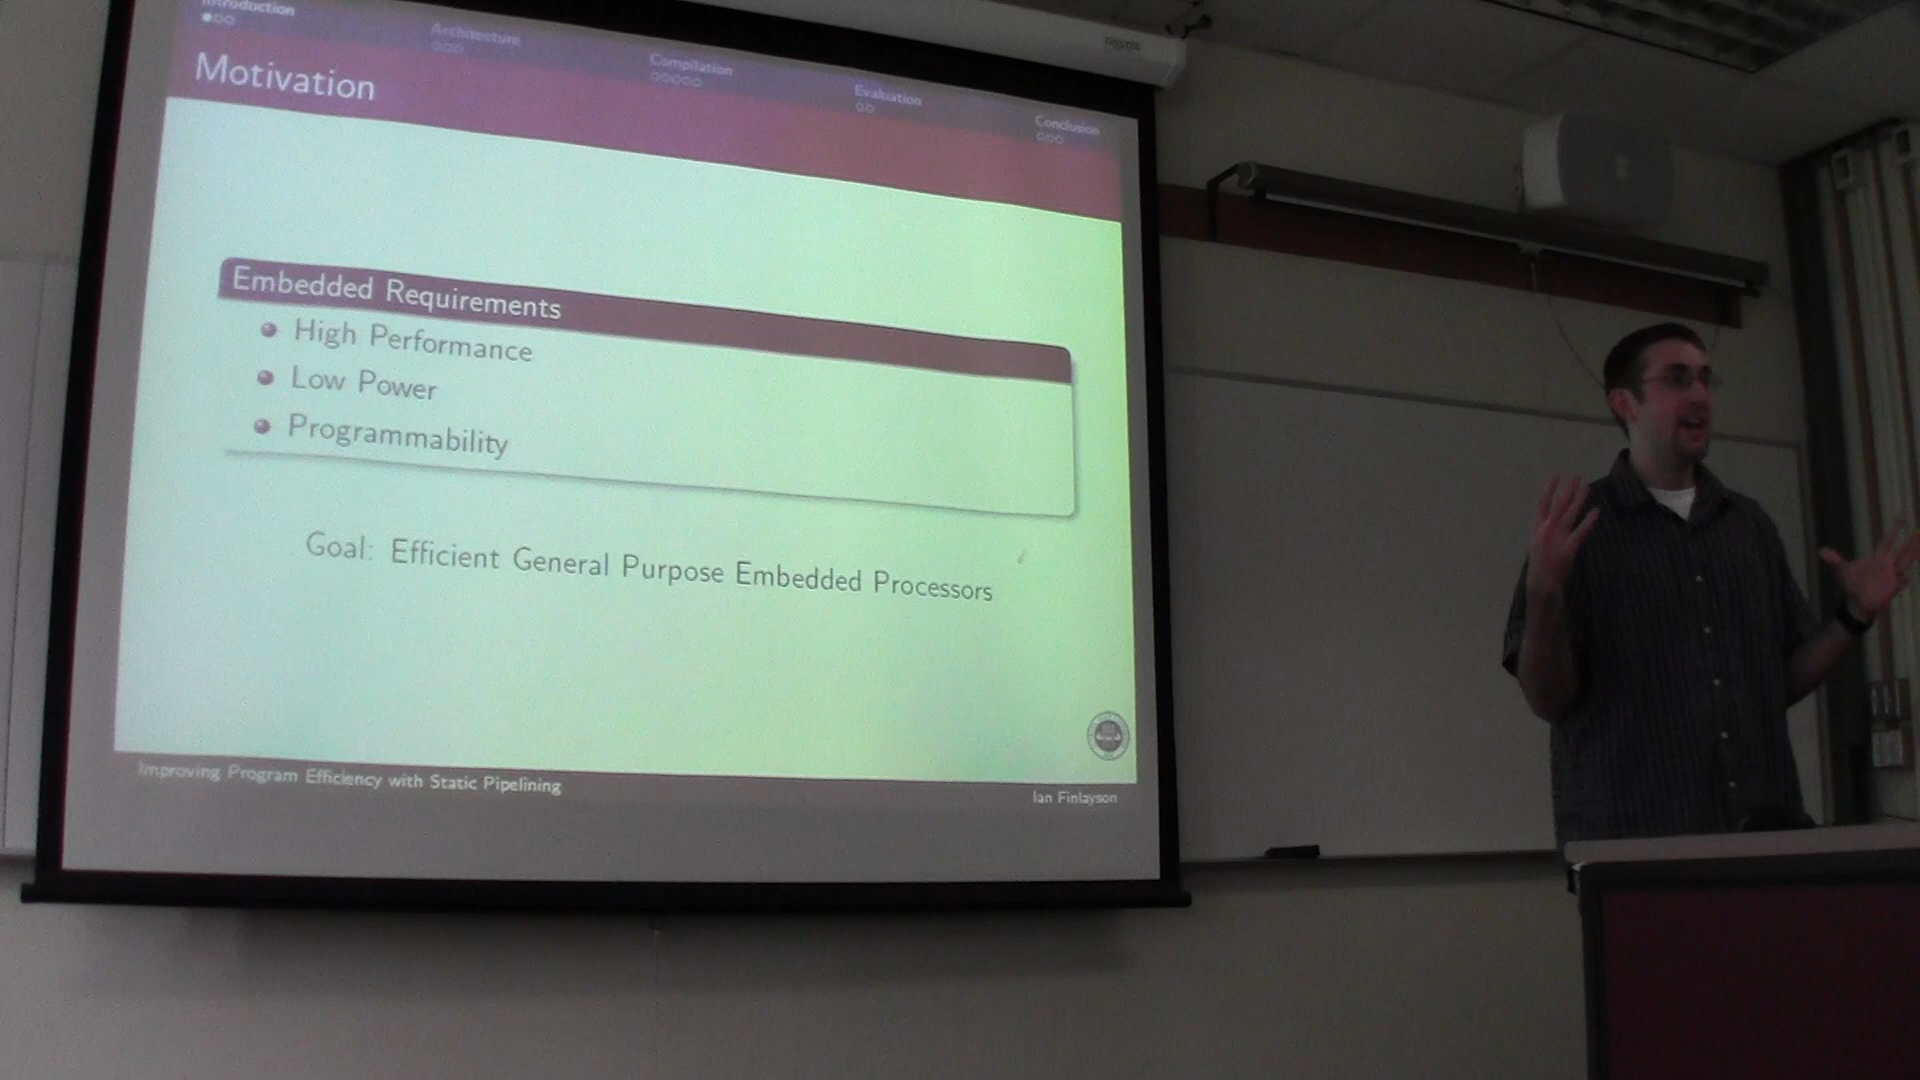 Introduction
Architecture
Compilation
Evaluation
Conclusion
Motivation
Embedded Requirements
High Performance
Low Power
Programmability
Goal: Efficient General Purpose Embedded Processors
Improving Program Efficiency with Static Pipelining
Ian Finlayson